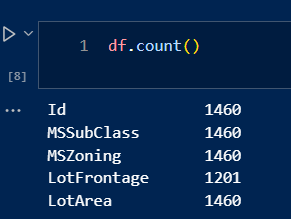 1 df.count()
[8]
...
Id 1460
MSSubClass 1460
MSZoning 1460
LotFrontage 1201
LotArea 1460